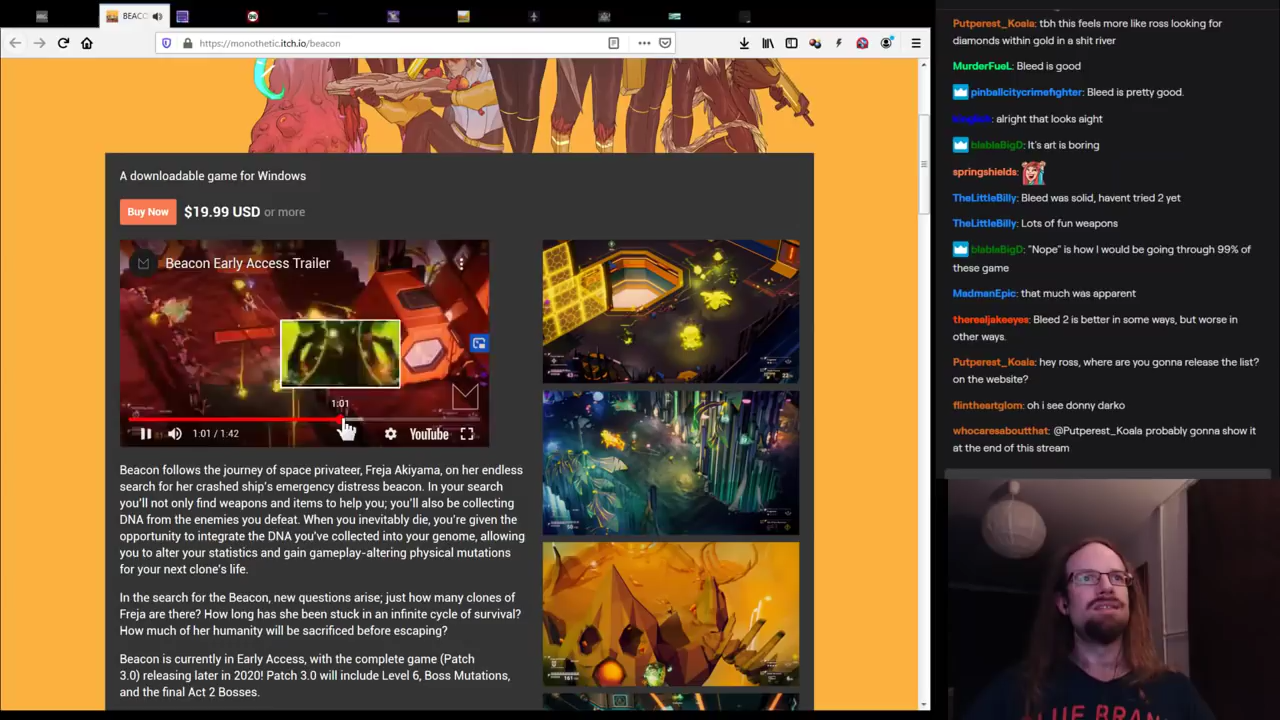 BEACO
https://monothetic.itch.io/beacon
A downloadable game for Windows
Buy Now
$19.99 USD or more
Beacon Early Access Trailer
1:01
1:01 / 1:42
YouTube
Beacon follows the journey of space privateer, Freja Akiyama, on her endless
search for her crashed ship's emergency distress beacon. In your search
you'll not only find weapons and items to help you; you'll also be collecting
DNA from the enemies you defeat. When you inevitably die, you're given the
opportunity to integrate the DNA you've collected into your genome, allowing
you to alter your statistics and gain gameplay-altering physical mutations
for your next clone's life.
In the search for the Beacon, new questions arise; just how many clones of
Freja are there? How long has she been stuck in an infinite cycle of survival?
How much of her humanity will be sacrificed before escaping?
Beacon is currently in Early Access, with the complete game (Patch
3.0) releasing later in 2020! Patch 3.0 will include Level 6, Boss Mutations,
and the final Act 2 Bosses.
Putperest_Koala: tbh this feels more like ross looking for
diamonds within gold in a shit river
MurderFueL: Bleed is good
pinballcitycrimefighter: Bleed is pretty good.
alright that looks aight
blablaBigD: It's art is boring
springshields:
TheLittleBilly: Bleed was solid, havent tried 2 yet
TheLittleBilly: Lots of fun weapons
blablaBigD: "Nope" is how I would be going through 99% of
these game
MadmanEpic: that much was apparent
therealjakeeyes: Bleed 2 is better in some ways, but worse in
other ways.
Putperest_Koala: hey ross, where are you gonna release the list?
on the website?
flintheartglom: oh i see donny darko
whocaresaboutthat: @Putperest_Koala probably gonna show it
at the end of this stream
BLUE BRAN